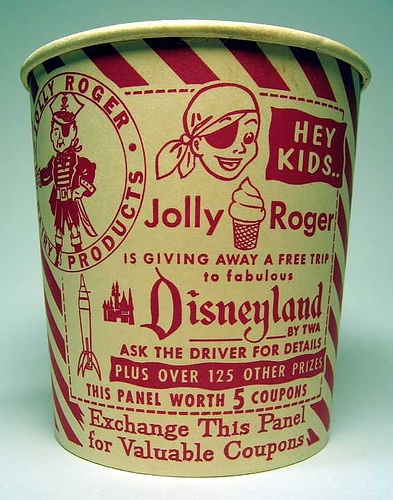 JOLLY ROGER
PRODUCTS
HEY
KIDS..
Jolly Roger
IS GIVING AWAY A FREE TRIP
to fabulous
Disneyland
BY TWA
ASK THE DRIVER FOR DETAILS
PLUS OVER 125 OTHER PRIZES
THIS PANEL WORTH 5 COUPONS
Exchange This Panel
for Valuable Coupons